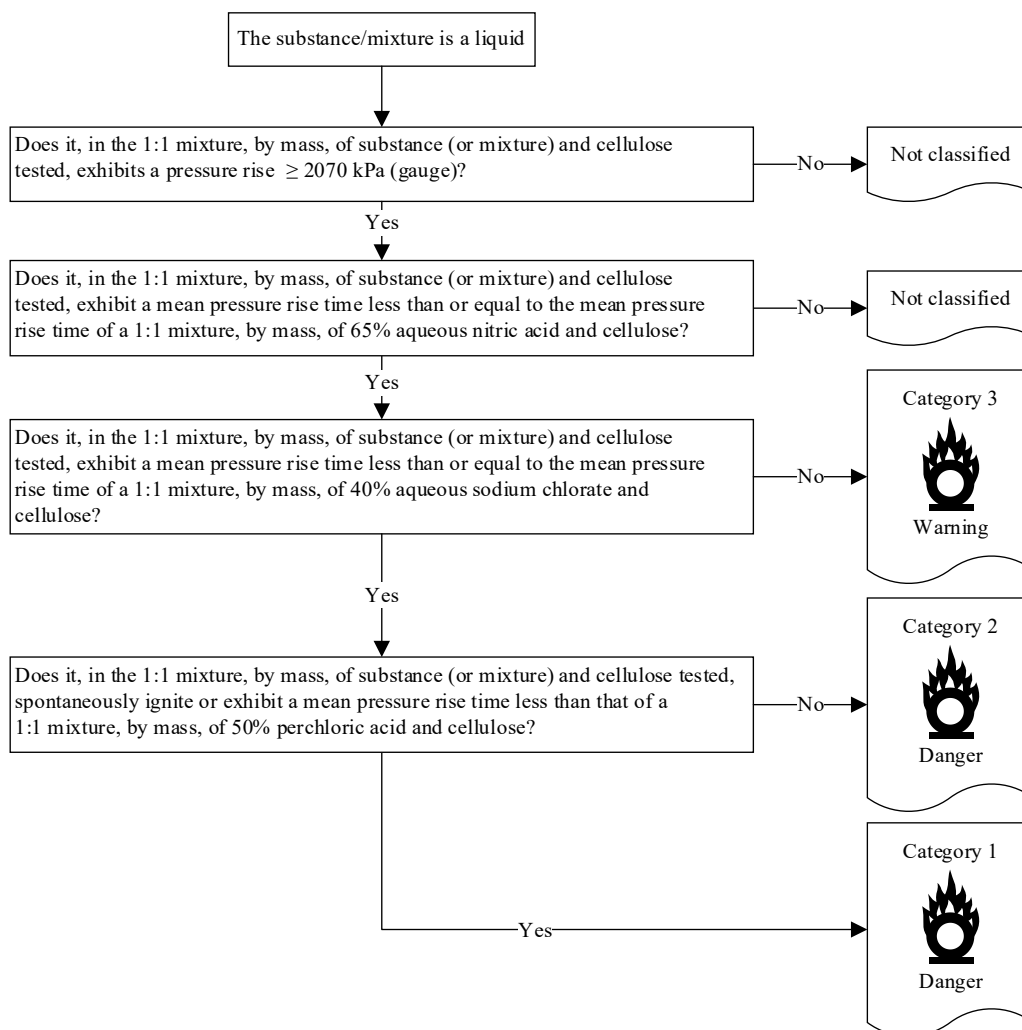 The substance/mixture is a liquid
Does it, in the 1:1 mixture, by mass, of substance (or mixture) and cellulose
tested, exhibits a pressure rise ≥ 2070 kPa (gauge)?
No
Not classified
Yes
Does it, in the 1:1 mixture, by mass, of substance (or mixture) and cellulose
tested, exhibit a mean pressure rise time less than or equal to the mean pressure
rise time of a 1:1 mixture, by mass, of 65% aqueous nitric acid and cellulose?
No
Not classified
Yes
Does it, in the 1:1 mixture, by mass, of substance (or mixture) and cellulose
tested, exhibit a mean pressure rise time less than or equal to the mean pressure
rise time of a 1:1 mixture, by mass, of 40% aqueous sodium chlorate and
cellulose?
No
Category 3
Warning
Yes
Does it, in the 1:1 mixture, by mass, of substance (or mixture) and cellulose tested,
spontaneously ignite or exhibit a mean pressure rise time less than that of a
1:1 mixture, by mass, of 50% perchloric acid and cellulose?
No
Category 2
Danger
Yes
Category 1
Danger